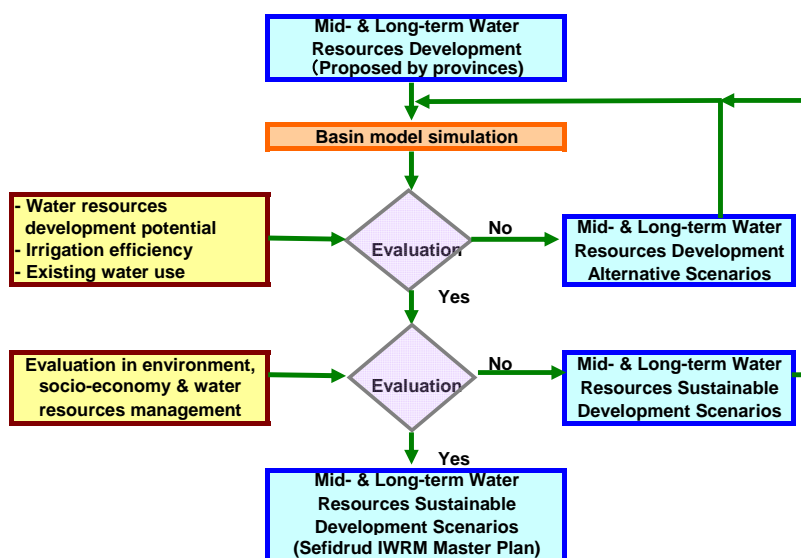 Mid- & Long-term Water
Resources Development
(Proposed by provinces)
Basin model simulation
- Water resources
development potential
- Irrigation efficiency
- Existing water use
Evaluation
No
Mid- & Long-term Water
Resources Development
Alternative Scenarios
Yes
Evaluation in environment,
socio-economy & water
resources management
Evaluation
No
Mid- & Long-term Water
Resources Sustainable
Development Scenarios
Yes
Mid- & Long-term Water
Resources Sustainable
Development Scenarios
(Sefidrud IWRM Master Plan)